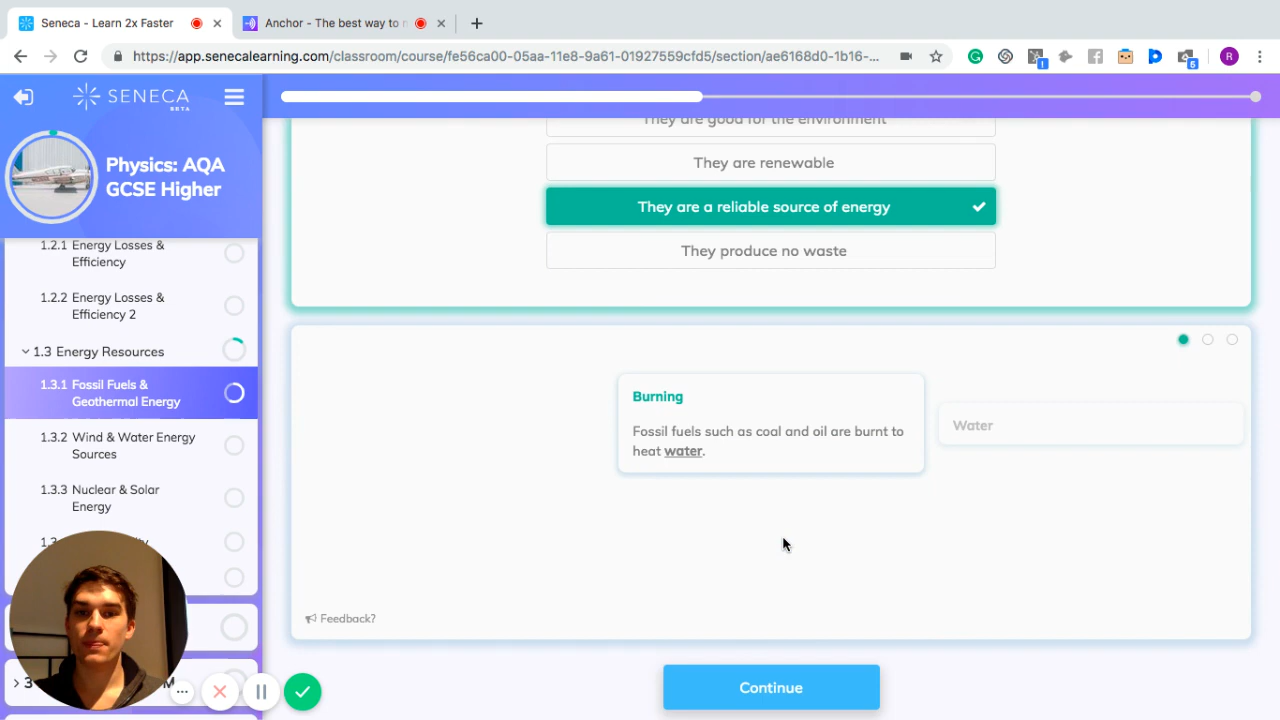 Seneca - Learn 2x Faster
Anchor - The best way to
https://app.senecalearning.com/classroom/course/fe56ca00-05aa-11e8-9a61-01927559cfd5/section/ae6168d0-1b16-...
1
5
R
SENECA
BETA
Physics: AQA
GCSE Higher
1.2.1 Energy Losses &
Efficiency
1.2.2 Energy Losses &
Efficiency 2
1.3 Energy Resources
1.3.1 Fossil Fuels &
Geothermal Energy
1.3.2 Wind & Water Energy
Sources
1.3.3 Nuclear & Solar
Energy
3
They are good for the environment
They are renewable
They are a reliable source of energy
They produce no waste
Burning
Fossil fuels such as coal and oil are burnt to
heat water.
Water
Feedback?
Continue